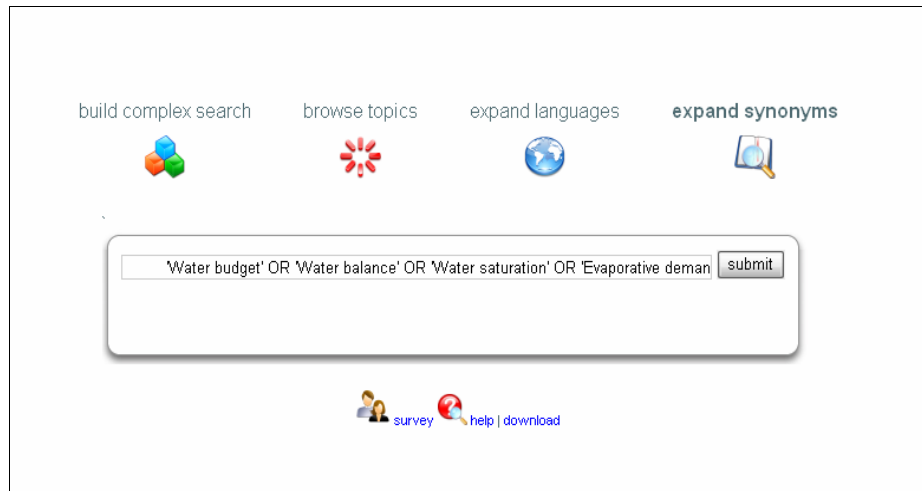 build complex search browse topics expand languages expand synonyms
`
'Water budget' OR 'Water balance' OR 'Water saturation' OR 'Evaporative deman submit
survey help | download